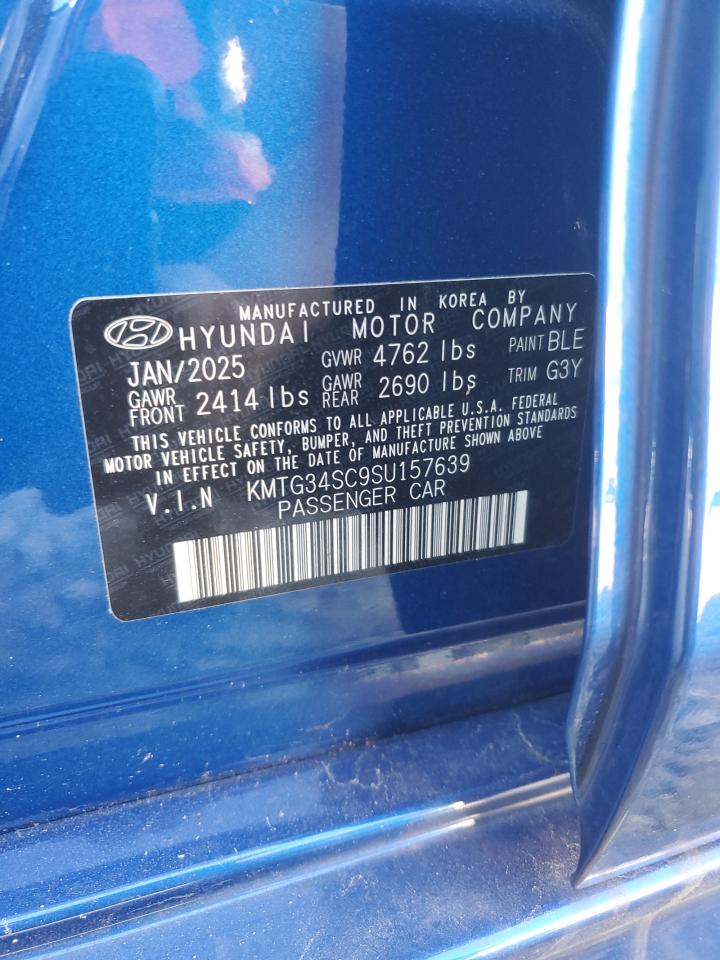 MANUFACTURED IN KOREA BY
HYUNDAI MOTOR COMPANY
JAN/2025 GVWR 4762 lbs PAINT BLE
GAWR FRONT 2414 lbs GAWR REAR 2690 lbs TRIM G3Y
THIS VEHICLE CONFORMS TO ALL APPLICABLE U.S.A. FEDERAL
MOTOR VEHICLE SAFETY, BUMPER, AND THEFT PREVENTION STANDARDS
IN EFFECT ON THE DATE OF MANUFACTURE SHOWN ABOVE
V.I.N KMTG34SC9SU157639
PASSENGER CAR